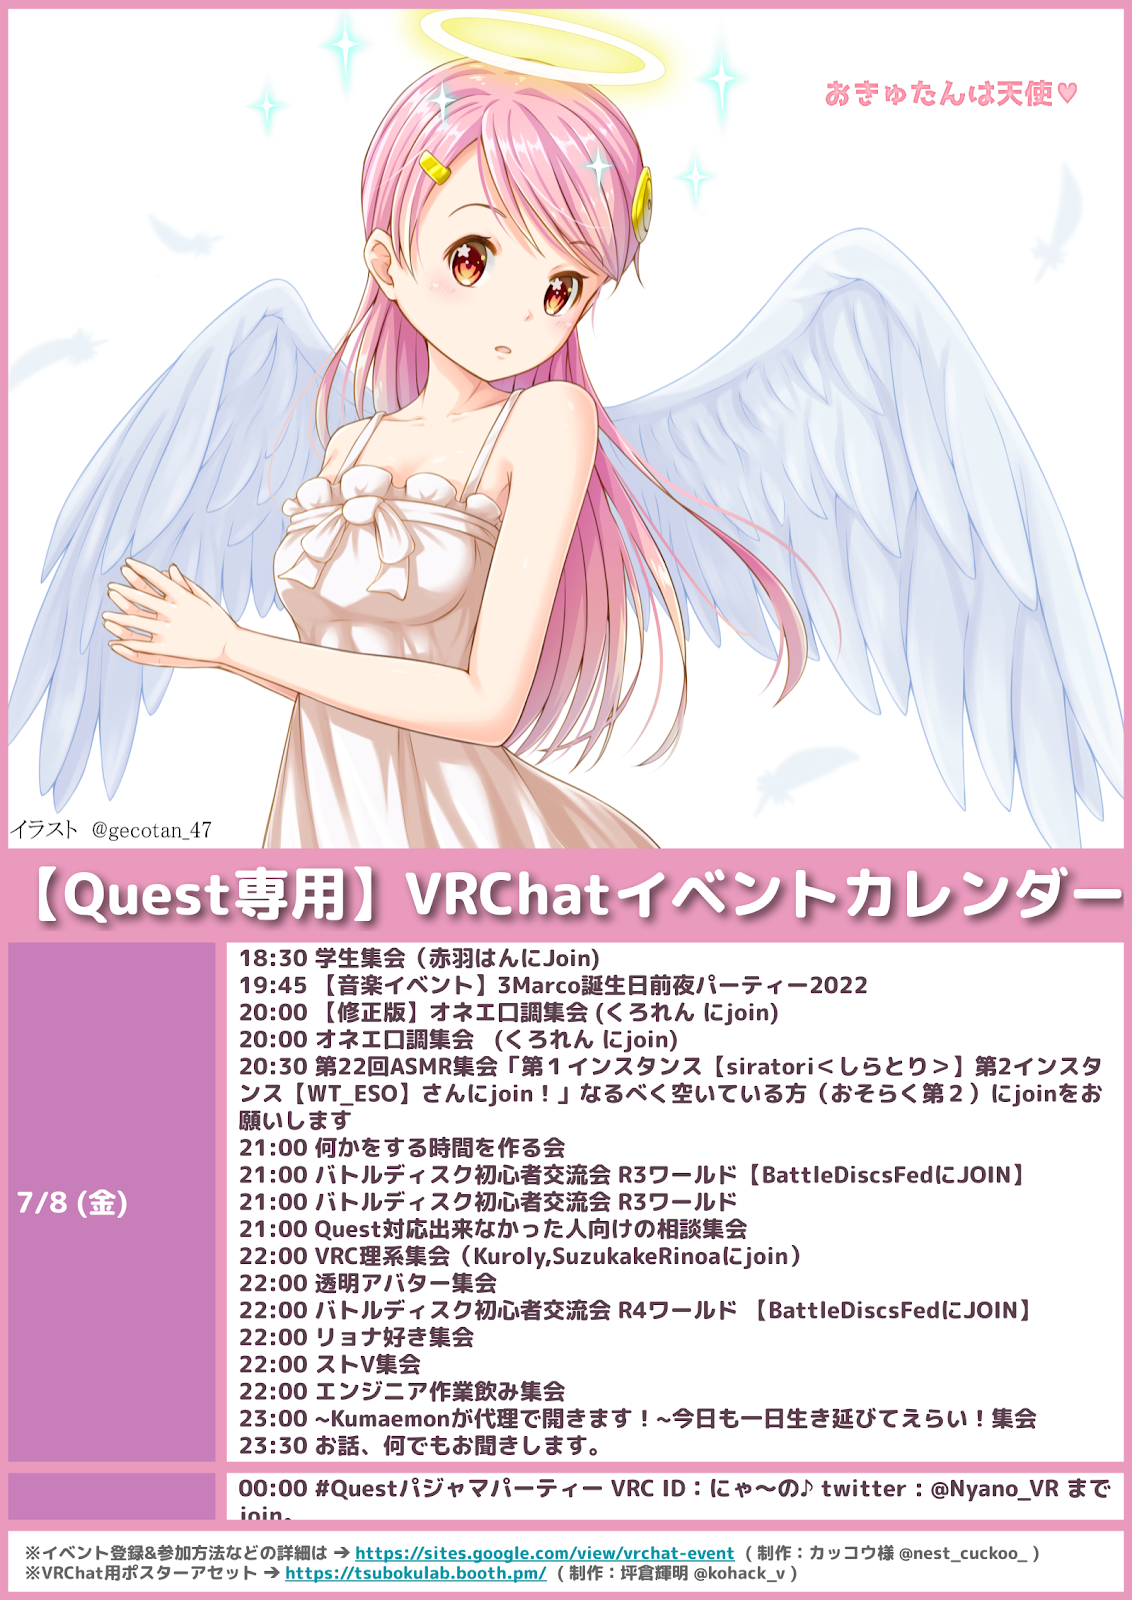 おきゅたんは天使♥
イラスト @gecotan_47
【Quest専用】VRChatイベントカレンダー
7/8 (金)
18:30 学生集会（赤羽はんにJoin)
19:45 【音楽イベント】3Marco誕生日前夜パーティー2022
20:00 【修正版】オネエ口調集会 (くろれん にjoin)
20:00 オネエ口調集会 (くろれん にjoin)
20:30 第22回ASMR集会「第１インスタンス【siratori＜しらとり＞】第2インスタ
ンス【WT_ESO】さんにjoin！」なるべく空いている方（おそらく第２）にjoinをお
願いします
21:00 何かをする時間を作る会
21:00 バトルディスク初心者交流会 R3ワールド【BattleDiscsFedにJOIN】
21:00 バトルディスク初心者交流会 R3ワールド
21:00 Quest対応出来なかった人向けの相談集会
22:00 VRC理系集会（Kuroly,SuzukakeRinoaにjoin）
22:00 透明アバター集会
22:00 バトルディスク初心者交流会 R4ワールド 【BattleDiscsFedにJOIN】
22:00 リョナ好き集会
22:00 ストV集会
22:00 エンジニア作業飲み集会
23:00 ~Kumaemonが代理で開きます！~今日も一日生き延びてえらい！集会
23:30 お話、何でもお聞きします。
00:00 #Questパジャマパーティー VRC ID：にゃ〜の♪ twitter：@Nyano_VR まで
join。
※イベント登録&参加方法などの詳細は ➔ https://sites.google.com/view/vrchat-event ( 制作：カッコウ様 @nest_cuckoo_ )
※VRChat用ポスターアセット ➔ https://tsubokulab.booth.pm/ ( 制作：坪倉輝明 @kohack_v )